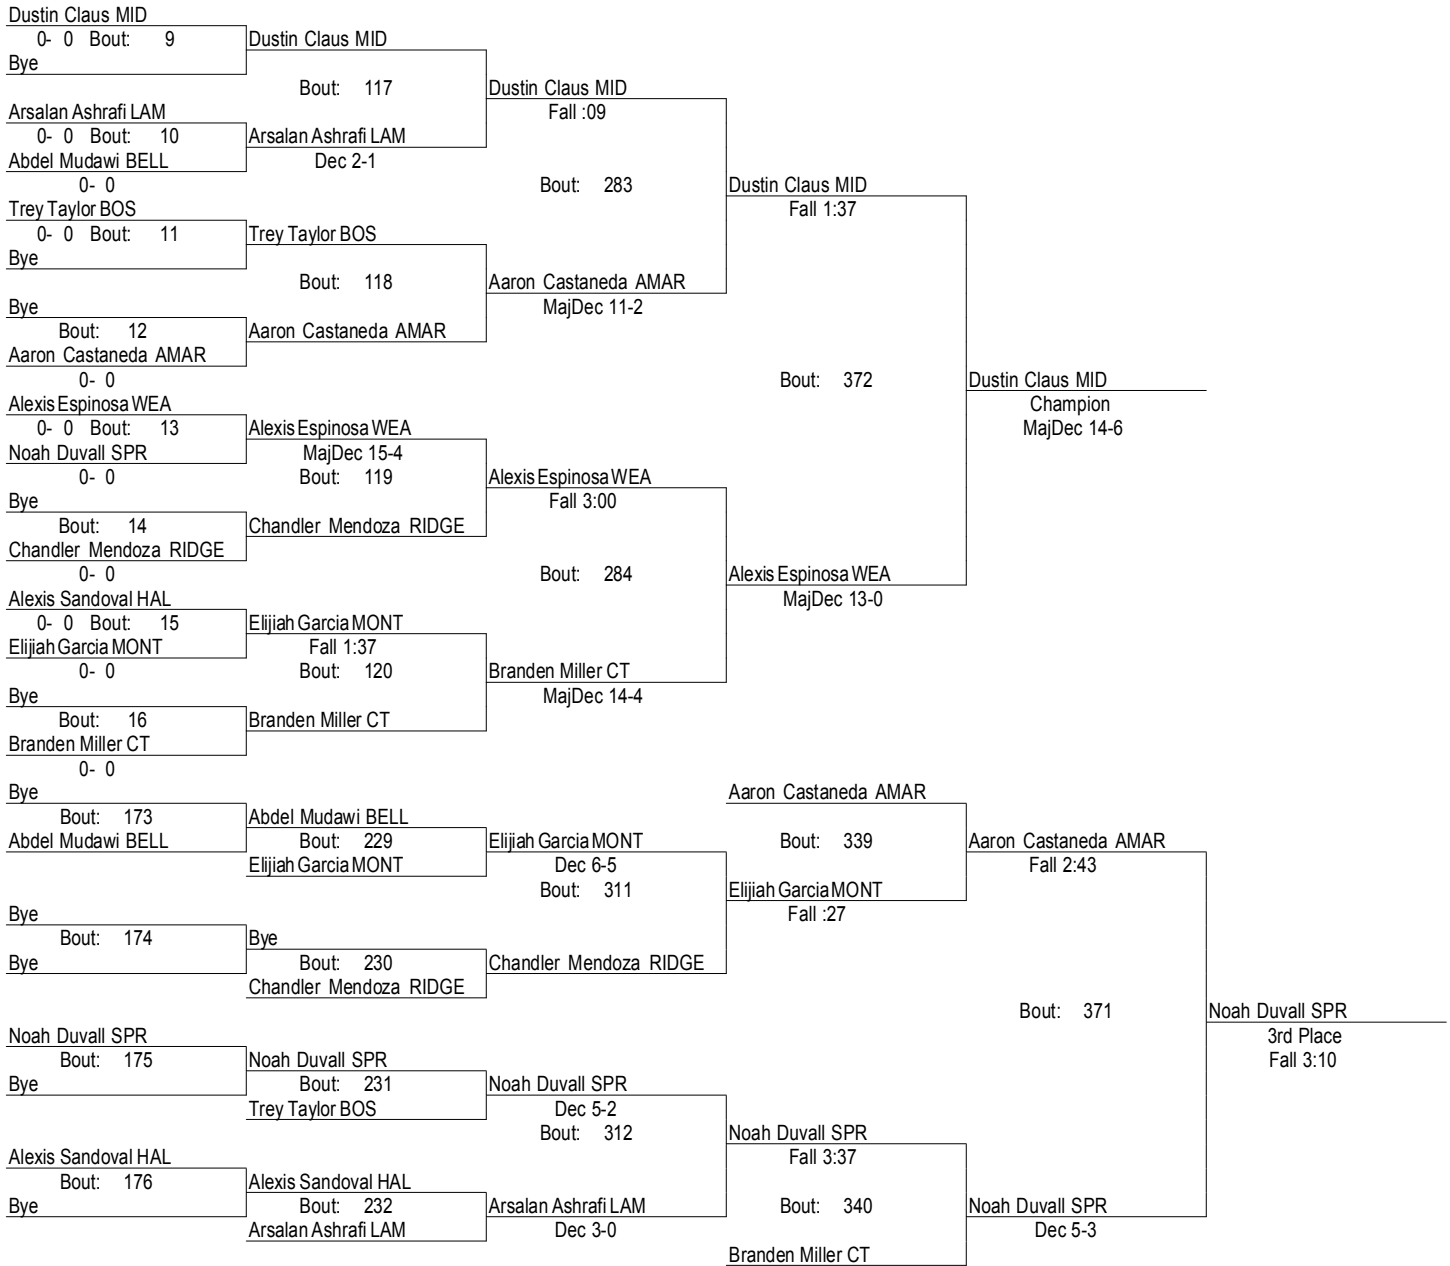 Dustin Claus MID
0- 0 Bout: 9 Dustin Claus MID
Bye
Bout: 117 Dustin Claus MID
Arsalan Ashrafi LAM Fall :09
0- 0 Bout: 10 Arsalan Ashrafi LAM
Abdel Mudawi BELL Dec 2-1
0- 0 Bout: 283 Dustin Claus MID
Trey Taylor BOS Fall 1:37
0- 0 Bout: 11 Trey Taylor BOS
Bye
Bout: 118 Aaron Castaneda AMAR
Bye MajDec 11-2
Bout: 12 Aaron Castaneda AMAR
Aaron Castaneda AMAR
0- 0 Bout: 372 Dustin Claus MID
Alexis Espinosa WEA Champion
0- 0 Bout: 13 Alexis Espinosa WEA MajDec 14-6
Noah Duvall SPR MajDec 15-4
0- 0 Bout: 119 Alexis Espinosa WEA
Bye Fall 3:00
Bout: 14 Chandler Mendoza RIDGE
Chandler Mendoza RIDGE
0- 0 Bout: 284 Alexis Espinosa WEA
Alexis Sandoval HAL MajDec 13-0
0- 0 Bout: 15 Elijiah Garcia MONT
Elijiah Garcia MONT Fall 1:37
0- 0 Bout: 120 Branden Miller CT
Bye MajDec 14-4
Bout: 16 Branden Miller CT
Branden Miller CT
0- 0
Bye Aaron Castaneda AMAR
Bout: 173 Abdel Mudawi BELL
Abdel Mudawi BELL Bout: 229 Elijiah Garcia MONT Bout: 339 Aaron Castaneda AMAR
Elijiah Garcia MONT Dec 6-5 Fall 2:43
Bout: 311 Elijiah Garcia MONT
Bye Fall :27
Bout: 174 Bye
Bye Bout: 230 Chandler Mendoza RIDGE
Chandler Mendoza RIDGE
Bout: 371 Noah Duvall SPR
Noah Duvall SPR 3rd Place
Bout: 175 Noah Duvall SPR Fall 3:10
Bye Bout: 231 Noah Duvall SPR
Trey Taylor BOS Dec 5-2
Bout: 312 Noah Duvall SPR
Alexis Sandoval HAL Fall 3:37
Bout: 176 Alexis Sandoval HAL
Bye Bout: 232 Arsalan Ashrafi LAM Bout: 340 Noah Duvall SPR
Arsalan Ashrafi LAM Dec 3-0 Dec 5-3
Branden Miller CT